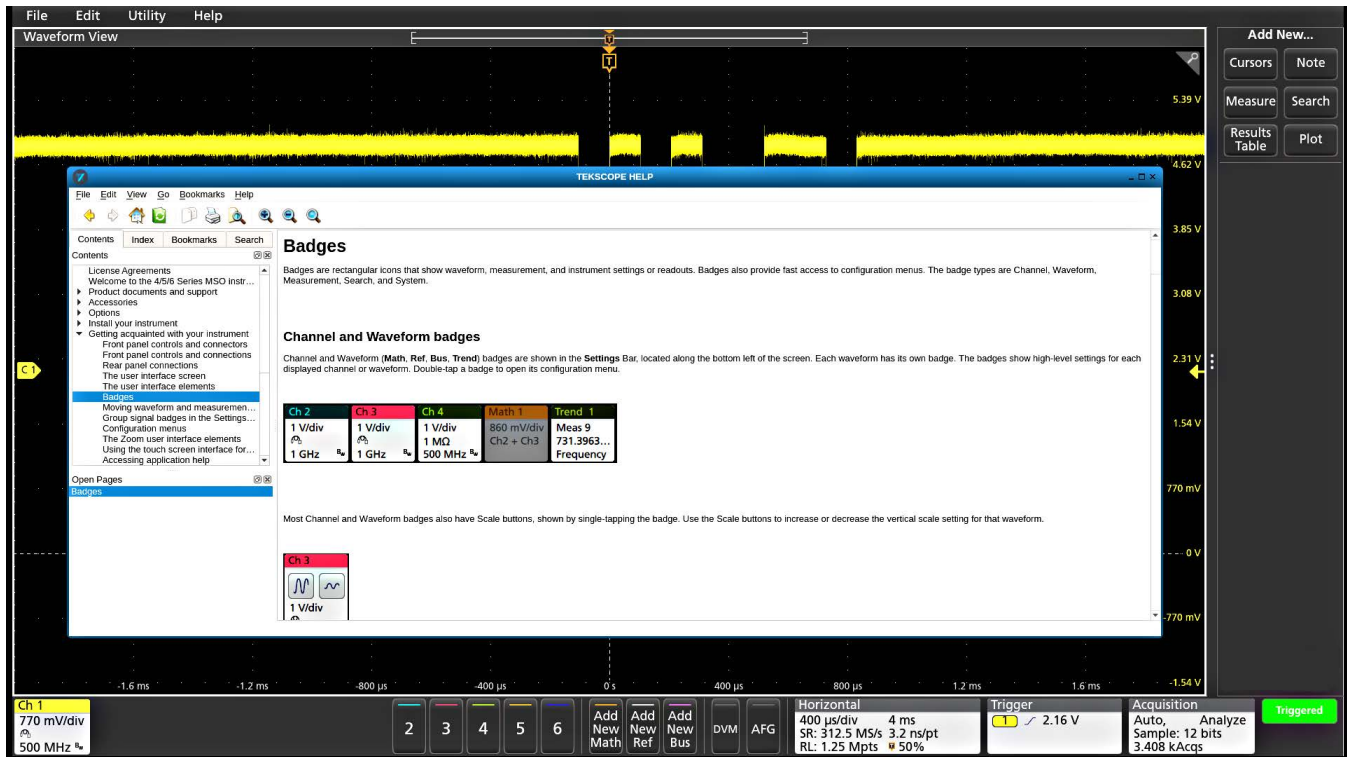 File Edit Utility Help
Waveform View
T
T
Add New...
Cursors Note
Measure Search
Results Table Plot
5.39 V
4.62 V
3.85 V
3.08 V
2.31 V
1.54 V
770 mV
0 V
-770 mV
-1.54 V
C 1
TEKSCOPE HELP
File Edit View Go Bookmarks Help
Contents Index Bookmarks Search
Contents
License Agreements
Welcome to the 4/5/6 Series MSO instr...
Product documents and support
Accessories
Options
Install your instrument
Getting acquainted with your instrument
Front panel controls and connectors
Front panel controls and connections
Rear panel connections
The user interface screen
The user interface elements
Badges
Moving waveform and measuremen...
Group signal badges in the Settings...
Configuration menus
The Zoom user interface elements
Using the touch screen interface for...
Accessing application help
Open Pages
Badges
Badges
Badges are rectangular icons that show waveform, measurement, and instrument settings or readouts. Badges also provide fast access to configuration menus. The badge types are Channel, Waveform,
Measurement, Search, and System.
Channel and Waveform badges
Channel and Waveform (Math, Ref, Bus, Trend) badges are shown in the Settings Bar, located along the bottom left of the screen. Each waveform has its own badge. The badges show high-level settings for each
displayed channel or waveform. Double-tap a badge to open its configuration menu.
Ch 2 Ch 3 Ch 4 Math 1 Trend 1
1 V/div 1 V/div 1 V/div 860 mV/div Meas 9
1 MΩ Ch2 + Ch3 731.3963...
1 GHz Bw 1 GHz Bw 500 MHz Bw Frequency
Most Channel and Waveform badges also have Scale buttons, shown by single-tapping the badge. Use the Scale buttons to increase or decrease the vertical scale setting for that waveform.
Ch 3
1 V/div
-1.6 ms -1.2 ms -800 µs -400 µs 0 s 400 µs 800 µs 1.2 ms 1.6 ms
Ch 1
770 mV/div
500 MHz Bw
2 3 4 5 6
Add New Math
Add New Ref
Add New Bus
DVM AFG
Horizontal
400 µs/div 4 ms
SR: 312.5 MS/s 3.2 ns/pt
RL: 1.25 Mpts 50%
Trigger
1 2.16 V
Acquisition
Auto, Analyze
Sample: 12 bits
3.408 kAcqs
Triggered